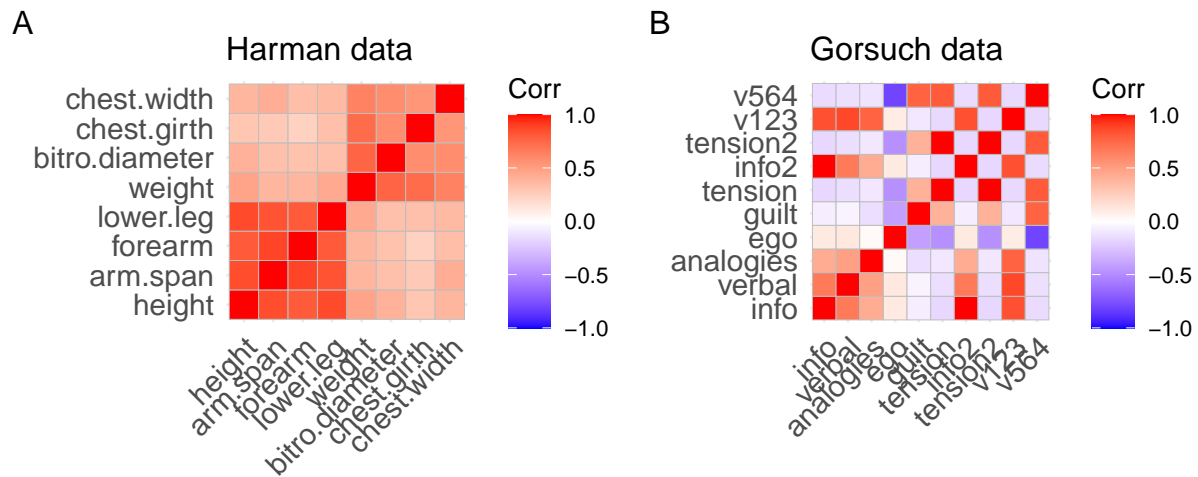 A
Harman data
chest.width
chest.girth
bitro.diameter
weight
lower.leg
forearm
arm.span
height
height
arm.span
forearm
lower.leg
weight
bitro.diameter
chest.girth
chest.width
Corr
1.0
0.5
0.0
−0.5
−1.0
B
Gorsuch data
v564
v123
tension2
info2
tension
guilt
ego
analogies
verbal
info
info
verbal
analogies
ego
guilt
tension
info2
tension2
v123
v564
Corr
1.0
0.5
0.0
−0.5
−1.0